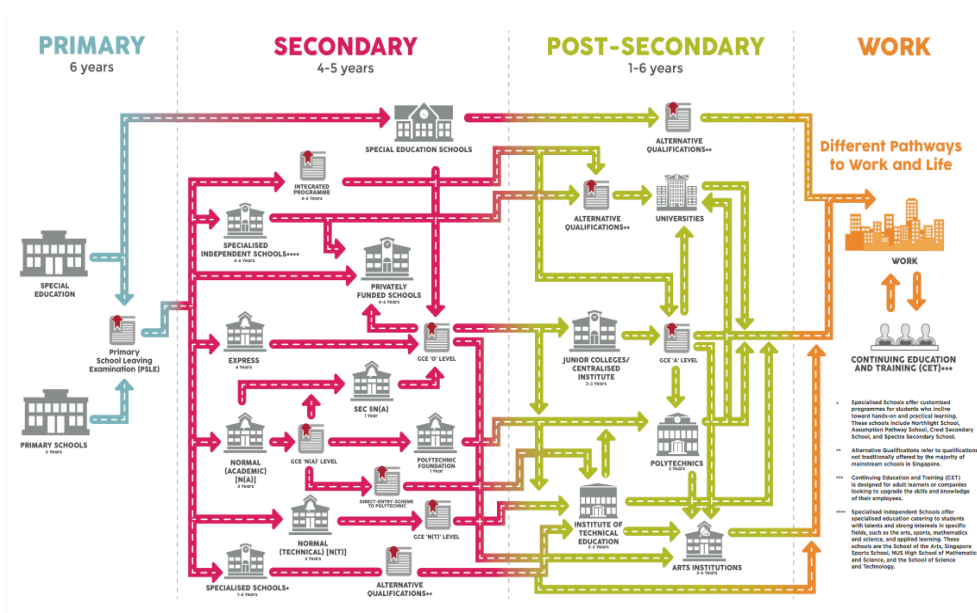 PRIMARY
6 years
SECONDARY
4-5 years
POST-SECONDARY
1-6 years
WORK
SPECIAL EDUCATION SCHOOLS
ALTERNATIVE
QUALIFICATIONS**
Different Pathways
to Work and Life
INTEGRATED
PROGRAMME
4-6 Years
SPECIALISED
INDEPENDENT SCHOOLS****
4-6 Years
ALTERNATIVE
QUALIFICATIONS**
UNIVERSITIES
SPECIAL
EDUCATION
PRIVATELY
FUNDED SCHOOLS
4-6 Years
WORK
Primary
School Leaving
Examination (PSLE)
EXPRESS
4 Years
GCE 'O' LEVEL
JUNIOR COLLEGES/
CENTRALISED
INSTITUTE
2-3 Years
GCE 'A' LEVEL
CONTINUING EDUCATION
AND TRAINING (CET)***
SEC 5N(A)
1 Year
PRIMARY SCHOOLS
6 Years
NORMAL
(ACADEMIC)
[N(A)]
4 Years
GCE 'N(A)' LEVEL
POLYTECHNIC
FOUNDATION
1 Year
POLYTECHNICS
3 Years
DIRECT-ENTRY-SCHEME
TO POLYTECHNIC
NORMAL
(TECHNICAL) [N(T)]
4 Years
GCE 'N(T)' LEVEL
INSTITUTE OF
TECHNICAL
EDUCATION
2-3 Years
ARTS INSTITUTIONS
3-6 Years
SPECIALISED SCHOOLS*
1-4 Years
ALTERNATIVE
QUALIFICATIONS**
* Specialised Schools offer customised
programmes for students who incline
toward hands-on and practical learning.
These schools include Northlight School,
Assumption Pathway School, Crest Secondary
School, and Spectra Secondary School.
** Alternative Qualifications refer to qualifications
not traditionally offered by the majority of
mainstream schools in Singapore.
*** Continuing Education and Training (CET)
is designed for adult learners or companies
looking to upgrade the skills and knowledge
of their employees.
**** Specialised Independent Schools offer
specialised education catering to students
with talents and strong interests in specific
fields, such as the arts, sports, mathematics
and science, and applied learning. These
schools are the School of the Arts, Singapore
Sports School, NUS High School of Mathematics
and Science, and the School of Science
and Technology.